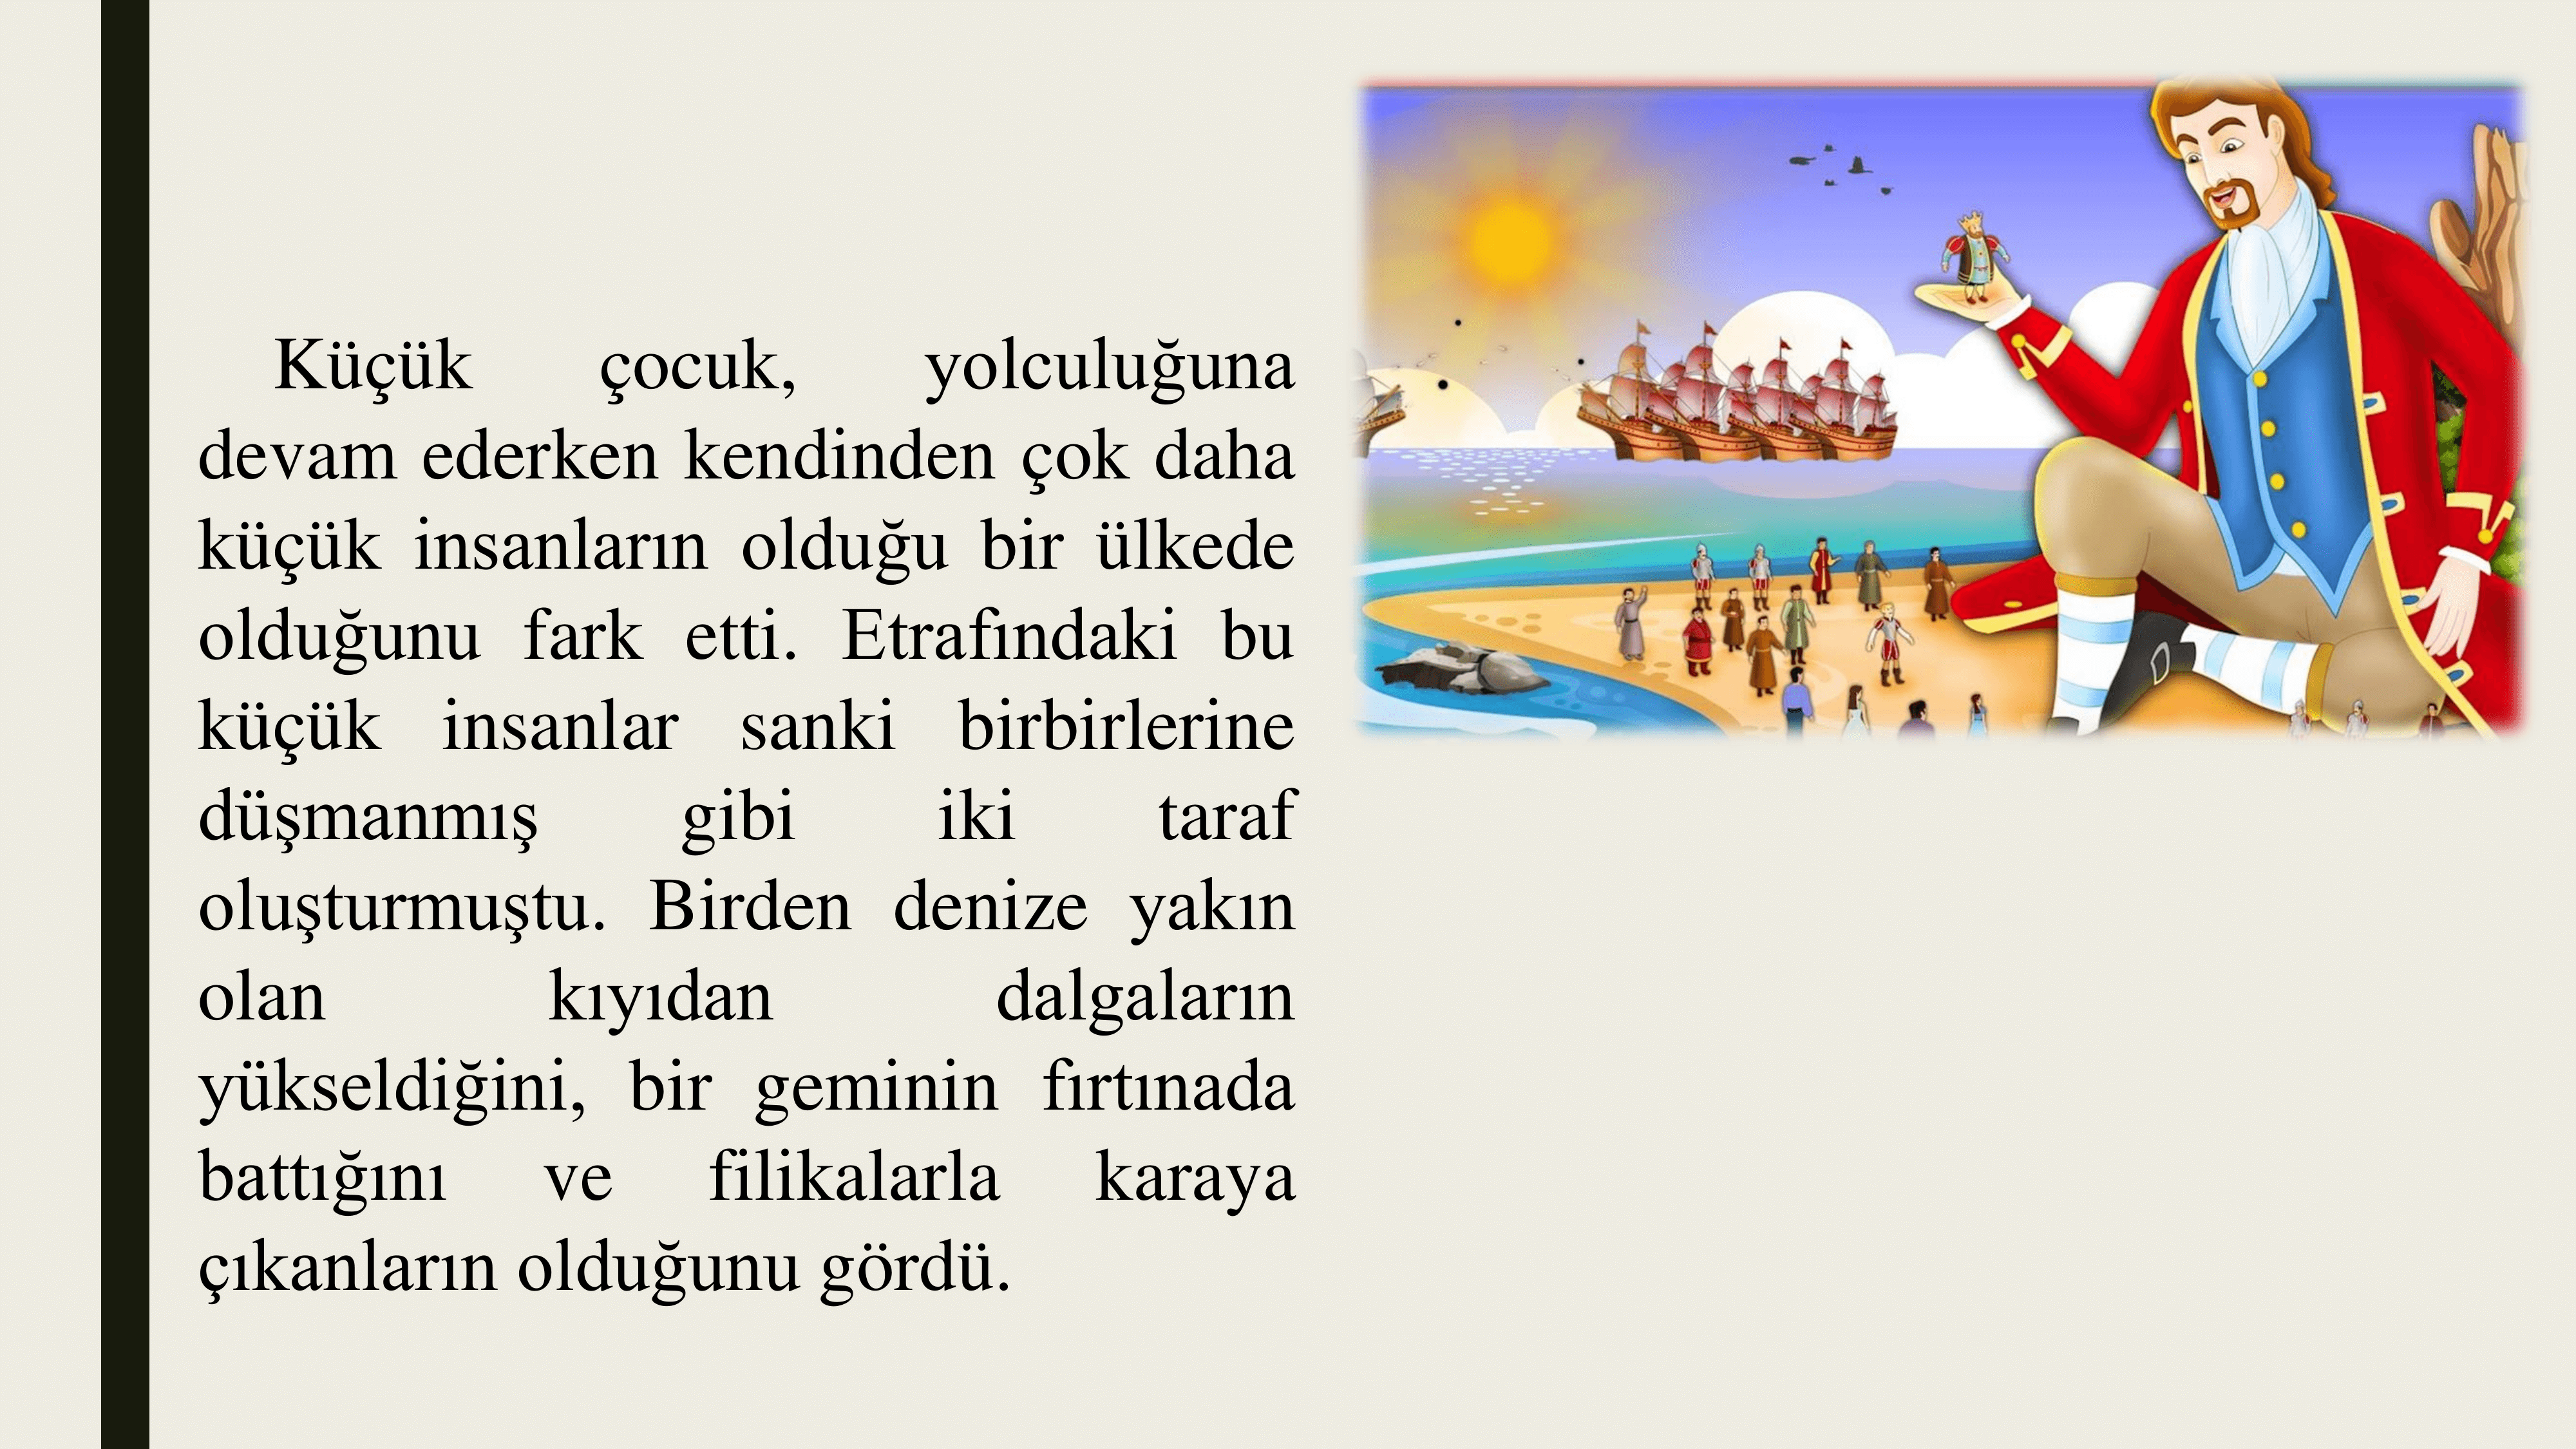 Küçük çocuk, yolculuğuna
devam ederken kendinden çok daha
küçük insanların olduğu bir ülkede
olduğunu fark etti. Etrafındaki bu
küçük insanlar sanki birbirlerine
düşmanmış gibi iki taraf
oluşturmuştu. Birden denize yakın
olan kıyıdan dalgaların
yükseldiğini, bir geminin fırtınada
battığını ve filikalarla karaya
çıkanların olduğunu gördü.